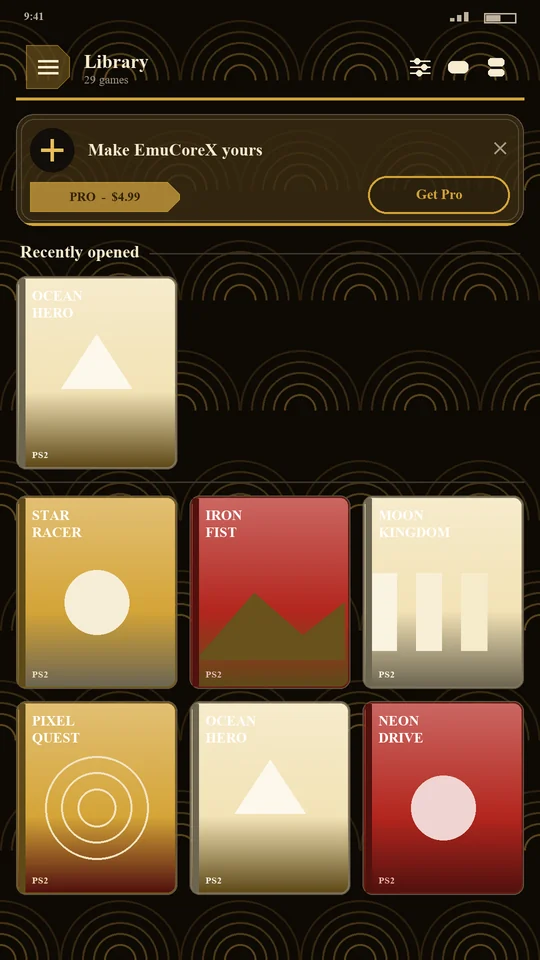 9:41
Library
29 games
Make EmuCoreX yours
PRO - $4.99
Get Pro
Recently opened
OCEAN
HERO
PS2
STAR
RACER
PS2
IRON
FIST
PS2
MOON
KINGDOM
PS2
PIXEL
QUEST
PS2
OCEAN
HERO
PS2
NEON
DRIVE
PS2